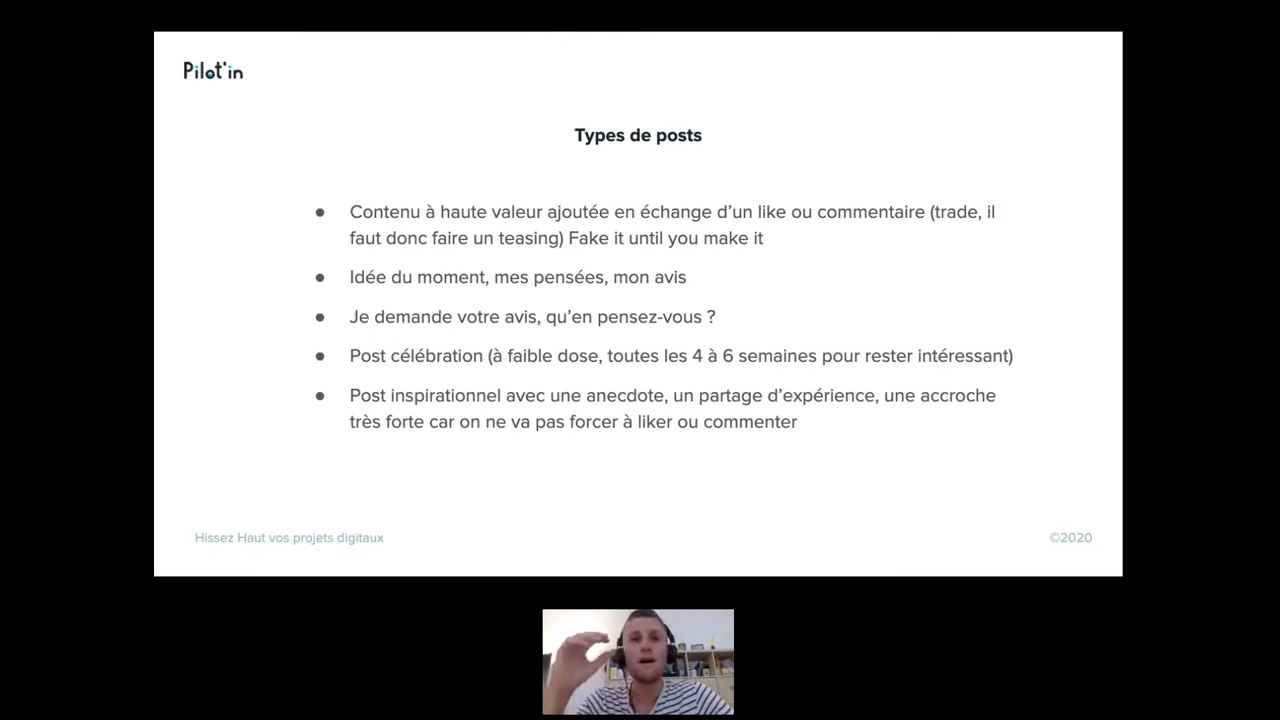 Pilot'in
Types de posts
● Contenu à haute valeur ajoutée en échange d'un like ou commentaire (trade, il
faut donc faire un teasing) Fake it until you make it
● Idée du moment, mes pensées, mon avis
● Je demande votre avis, qu'en pensez-vous ?
● Post célébration (à faible dose, toutes les 4 à 6 semaines pour rester intéressant)
● Post inspirationnel avec une anecdote, un partage d'expérience, une accroche
très forte car on ne va pas forcer à liker ou commenter
Hissez Haut vos projets digitaux
©2020